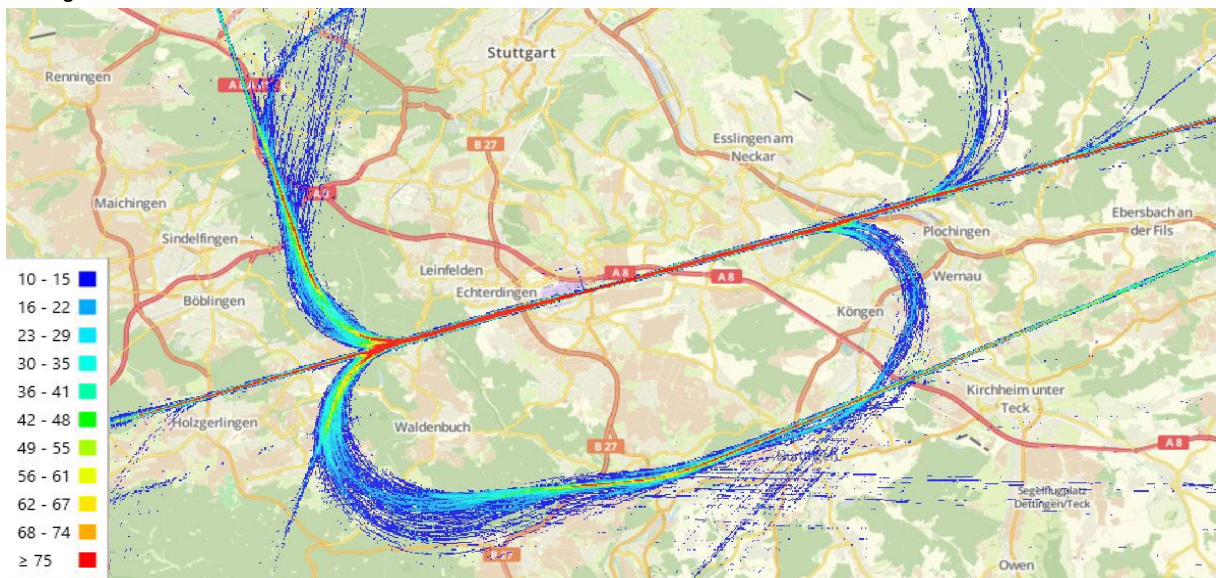 Stuttgart
Renningen
A 8
B 27
Esslingen am
Neckar
Maichingen
Sindelfingen
Ebersbach an
der Fils
Plochingen
Leinfelden
Echterdingen
A 8
A 8
Wernau
Böblingen
Köngen
Kirchheim unter
Teck
Holzgerlingen
Waldenbuch
B 27
A 8
Segelflugplatz
Dettingen/Teck
B 27
Owen
10 - 15
16 - 22
23 - 29
30 - 35
36 - 41
42 - 48
49 - 55
56 - 61
62 - 67
68 - 74
≥ 75